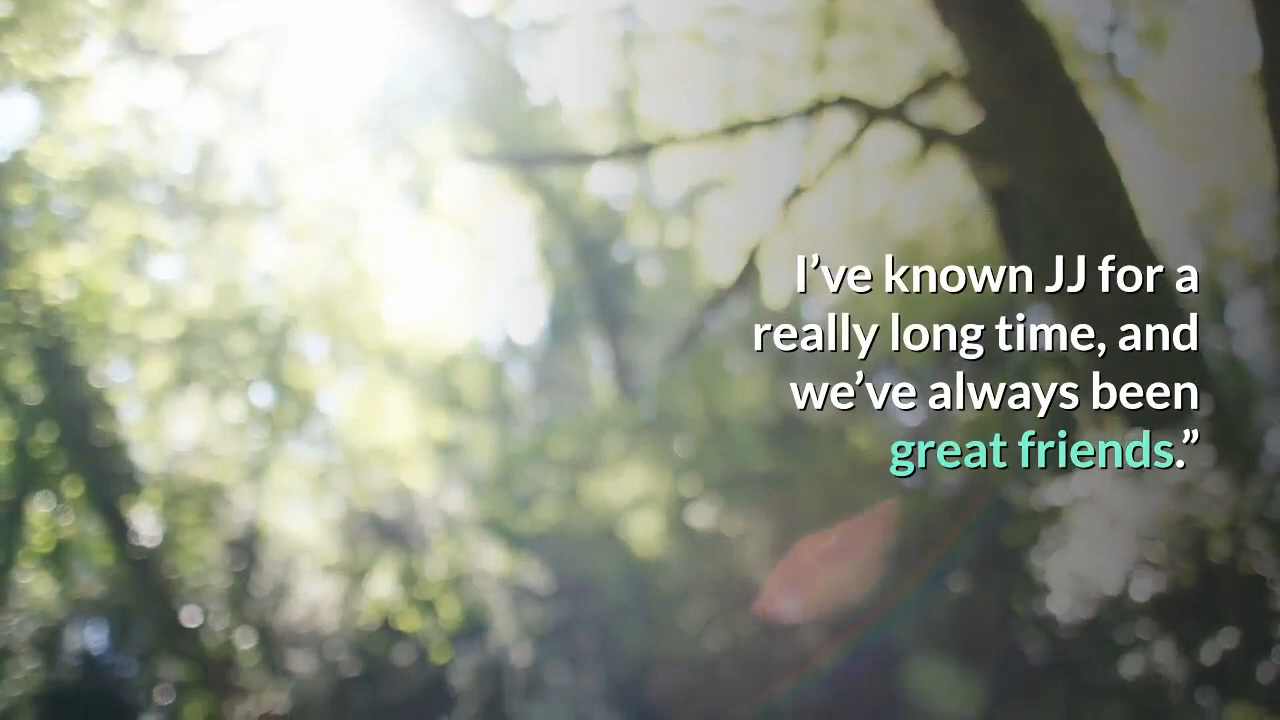 I’ve known JJ for a
really long time, and
we’ve always been
great friends.”